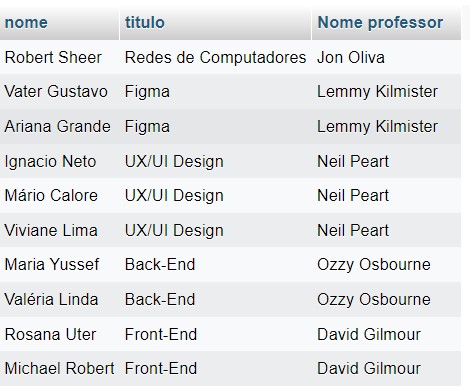 nome titulo Nome professor
Robert Sheer Redes de Computadores Jon Oliva
Vater Gustavo Figma Lemmy Kilmister
Ariana Grande Figma Lemmy Kilmister
Ignacio Neto UX/UI Design Neil Peart
Mário Calore UX/UI Design Neil Peart
Viviane Lima UX/UI Design Neil Peart
Maria Yussef Back-End Ozzy Osbourne
Valéria Linda Back-End Ozzy Osbourne
Rosana Uter Front-End David Gilmour
Michael Robert Front-End David Gilmour